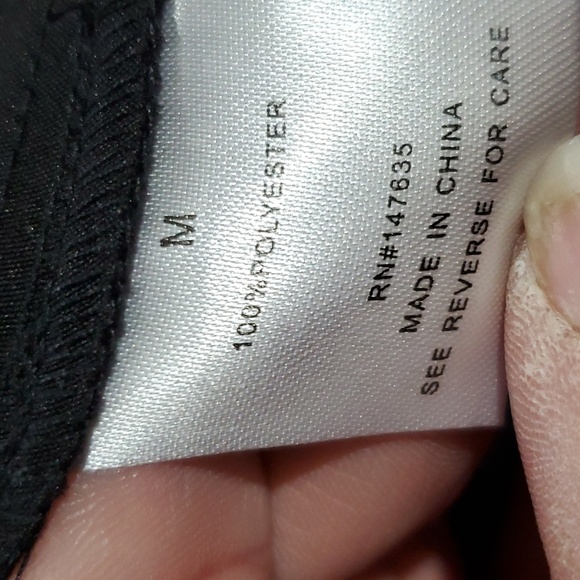 M
100%POLYESTER
RN#147635
MADE IN CHINA
SEE REVERSE FOR CARE